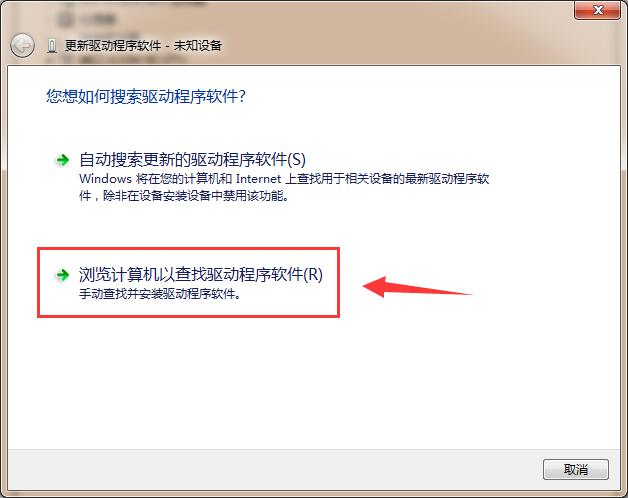 更新驱动程序软件 - 未知设备
您想如何搜索驱动程序软件?
自动搜索更新的驱动程序软件(S)
Windows 将在您的计算机和 Internet 上查找用于相关设备的最新驱动程序软
件，除非在设备安装设置中禁用该功能。
浏览计算机以查找驱动程序软件(R)
手动查找并安装驱动程序软件。
取消